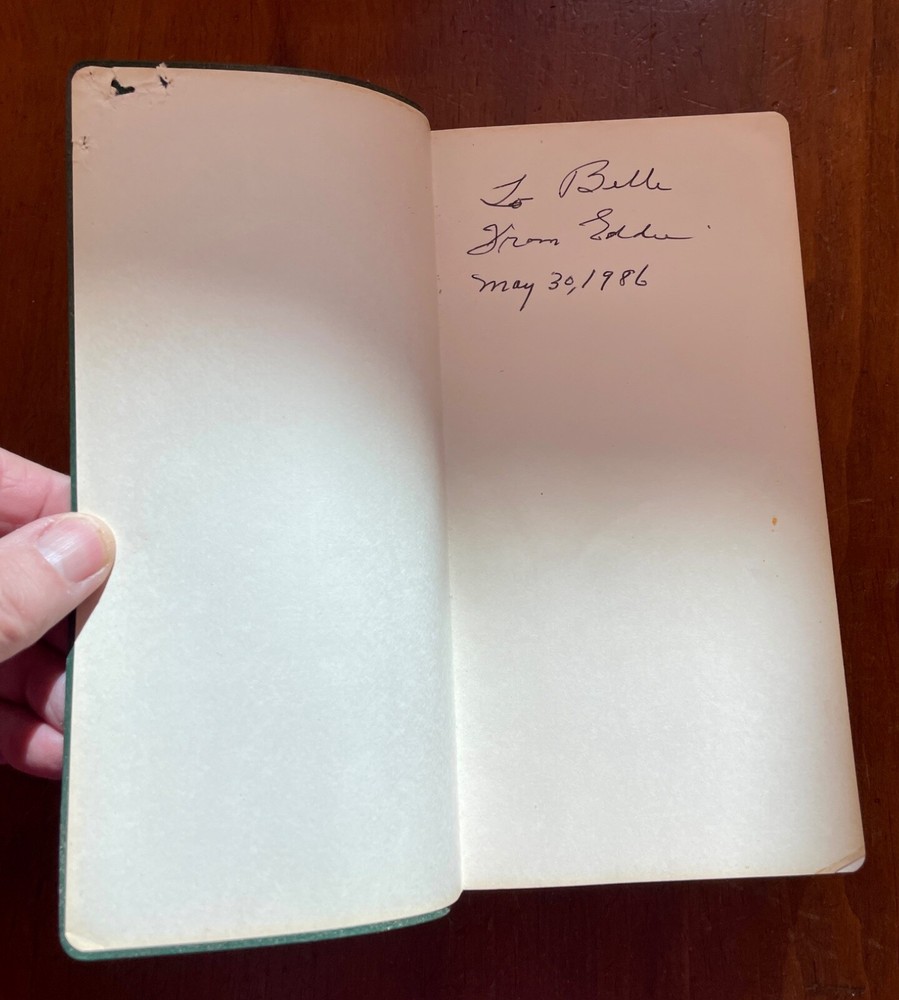 To Belle
From Eddie
May 30, 1986